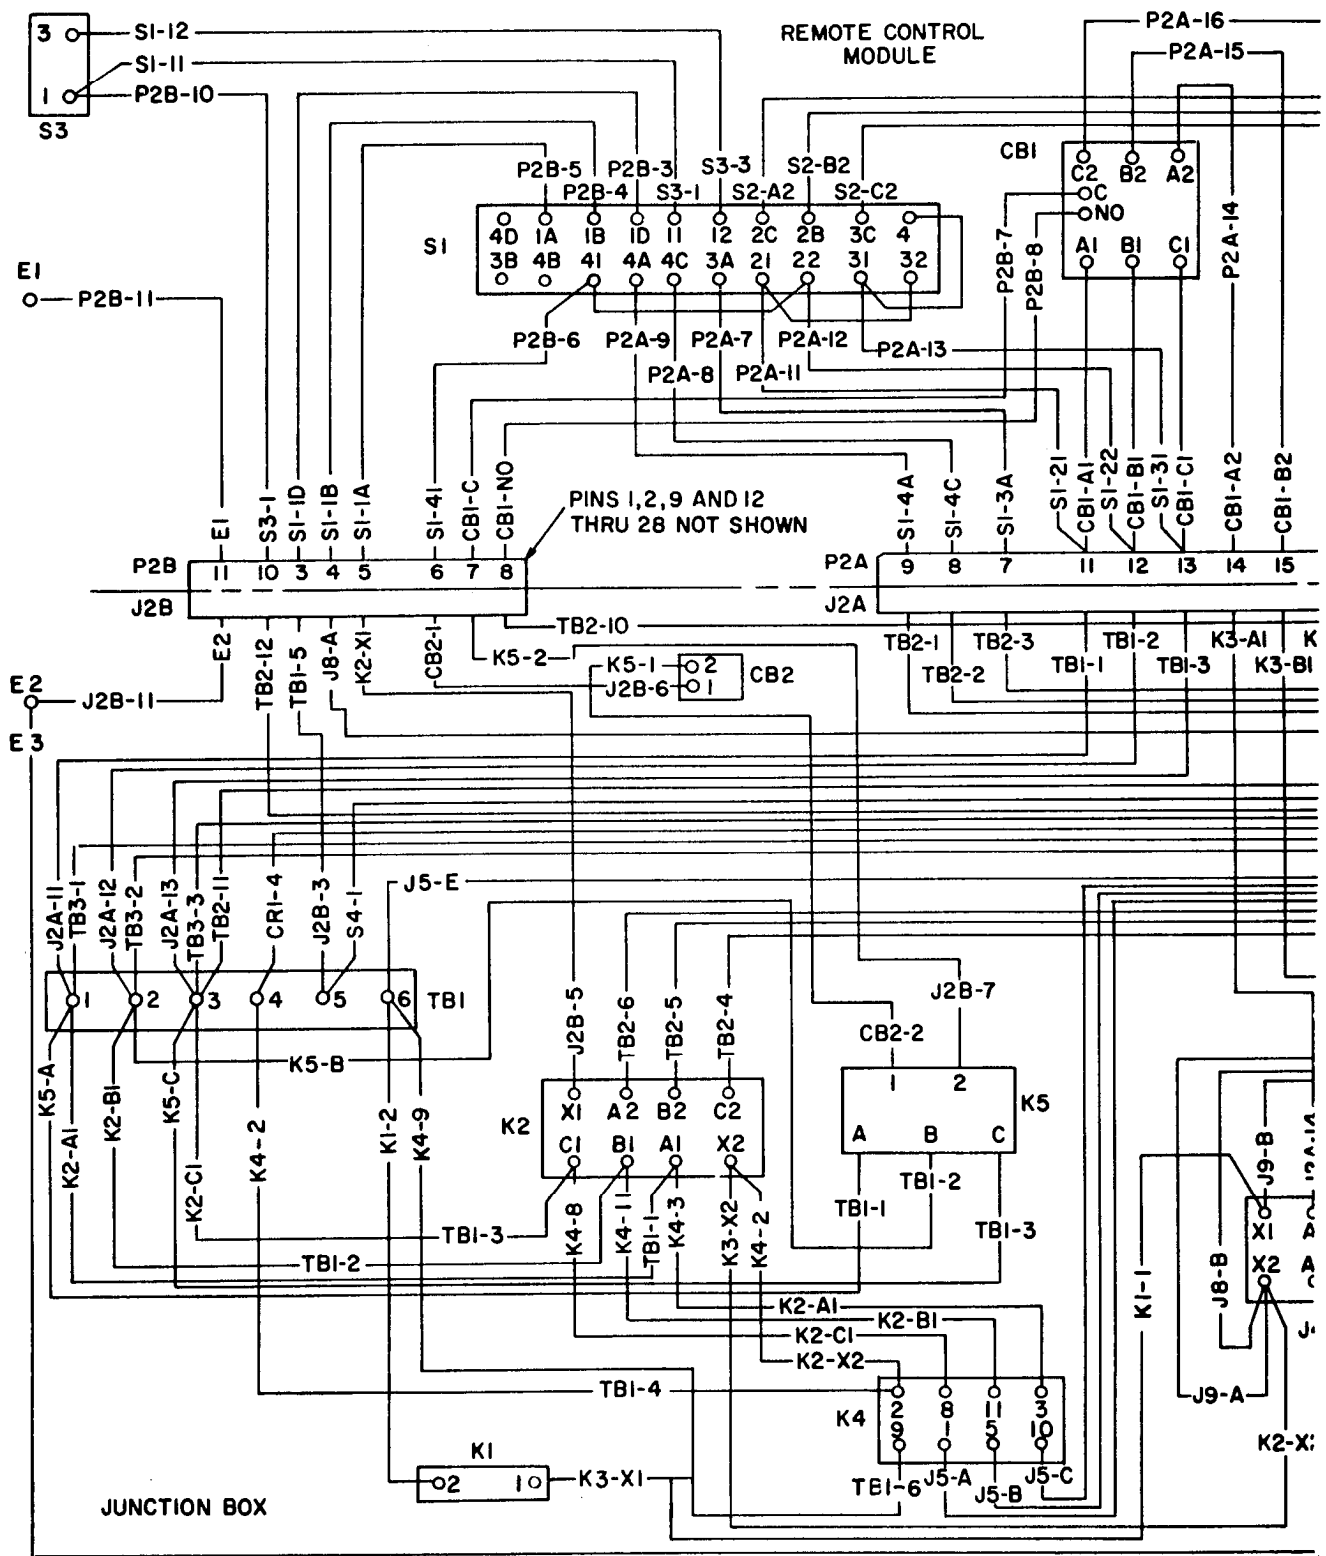 3
S1-12
S1-11
1
P2B-10
S3
REMOTE CONTROL
MODULE
P2A-16
P2A-15
CB1
C2 B2 A2
C
NO
A1 B1 C1
P2A-14
P2B-7
P2B-8
P2B-5 P2B-3 S3-3 S2-B2
P2B-4 S3-1 S2-A2 S2-C2
S1
4D 1A 1B 1D 11 12 2C 2B 3C 4
3B 4B 41 4A 4C 3A 21 22 31 32
E1
P2B-11
P2B-6 P2A-9 P2A-7 P2A-12
P2A-8 P2A-11 P2A-13
E1
S3-1
S1-1D
S1-1B
S1-1A
S1-41
CB1-C
CB1-NO
PINS 1,2,9 AND 12
THRU 28 NOT SHOWN
S1-4A
S1-4C
S1-3A
S1-21
CB1-A1
S1-22
CB1-B1
S1-31
CB1-C1
CB1-A2
CB1-B2
P2B 11 10 3 4 5 6 7 8
P2A 9 8 7 11 12 13 14 15
J2B
J2A
E2
TB2-12
TB1-5
J8-A
K2-X1
CB2-1
K5-2
TB2-10
K5-1 2
J2B-6 1
CB2
TB2-1 TB2-3 TB1-2 K3-A1 K
TB2-2 TB1-1 TB1-3 K3-B1
E2
J2B-11
E3
J2A-11
TB3-1
J2A-12
TB3-2
J2A-13
TB3-3
TB2-11
CR1-4
J2B-3
S4-1
J5-E
1 2 3 4 5 6 TB1
J2B-5
TB2-6
TB2-5
TB2-4
J2B-7
CB2-2
K5-A
K2-A1
K2-B1
K5-C
K2-C1
K5-B
K4-2
K1-2
K4-9
K2
X1 A2 B2 C2
C1 B1 A1 X2
1 2
K5
A B C
TB1-1
TB1-2
TB1-3
J9-B
J2A-14
X1 A
X2 A
J8-B
TB1-3
TB1-2
K4-8
K4-11
TB1-1
K4-3
K3-X2
K4-2
K1-1
K2-A1
K2-B1
K2-C1
K2-X2
TB1-4
J9-A
K4
2 8 11 3
9 1 5 10
K1
2 1
K3-X1
TB1-6
J5-A
J5-B
J5-C
JUNCTION BOX